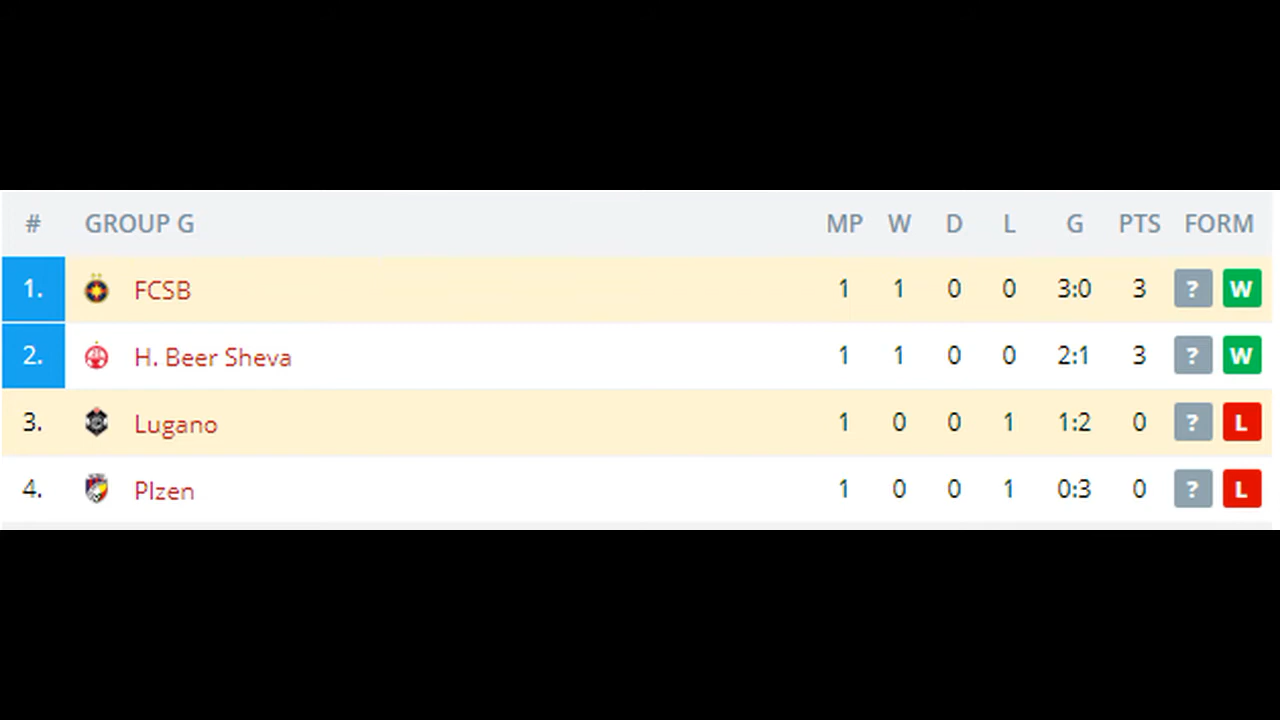 # GROUP G MP W D L G PTS FORM
1. FCSB 1 1 0 0 3:0 3 ? W
2. H. Beer Sheva 1 1 0 0 2:1 3 ? W
3. Lugano 1 0 0 1 1:2 0 ? L
4. Plzen 1 0 0 1 0:3 0 ? L